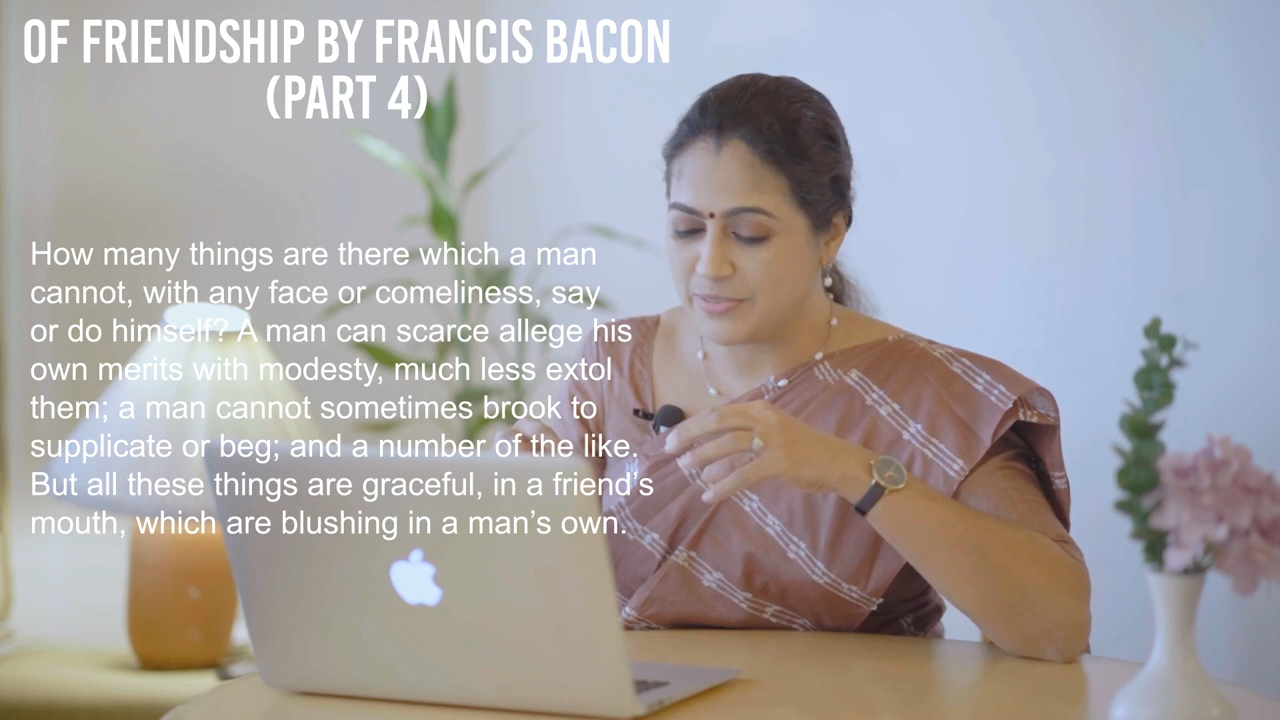 OF FRIENDSHIP BY FRANCIS BACON
(PART 4)
How many things are there which a man
cannot, with any face or comeliness, say
or do himself? A man can scarce allege his
own merits with modesty, much less extol
them; a man cannot sometimes brook to
supplicate or beg; and a number of the like.
But all these things are graceful, in a friend’s
mouth, which are blushing in a man’s own.